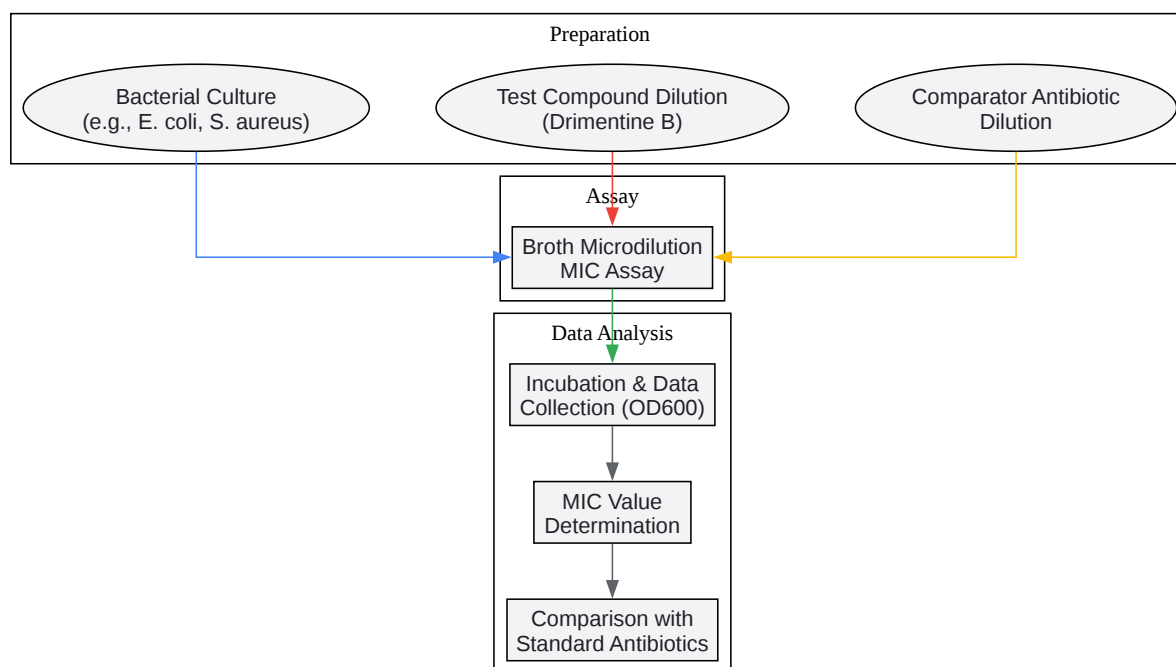 Preparation
Bacterial Culture
(e.g., E. coli, S. aureus)
Test Compound Dilution
(Drimentine B)
Comparator Antibiotic
Dilution
Assay
Broth Microdilution
MIC Assay
Data Analysis
Incubation & Data
Collection (OD600)
MIC Value
Determination
Comparison with
Standard Antibiotics